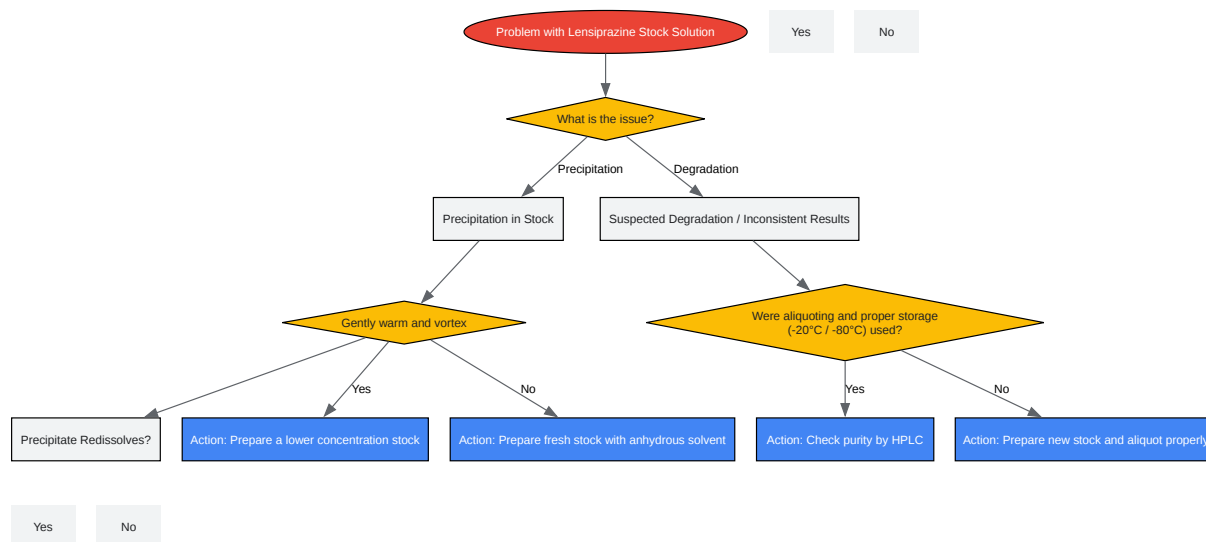 Problem with Lensiprazine Stock Solution
Yes
No
What is the issue?
Precipitation
Degradation
Precipitation in Stock
Suspected Degradation / Inconsistent Results
Gently warm and vortex
Were aliquoting and proper storage
(-20°C / -80°C) used?
Yes
No
Yes
No
Precipitate Redissolves?
Action: Prepare a lower concentration stock
Action: Prepare fresh stock with anhydrous solvent
Action: Check purity by HPLC
Action: Prepare new stock and aliquot properly
Yes
No